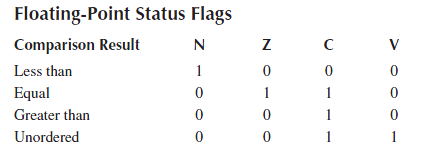 Floating-Point Status Flags
Comparison Result N Z C V
Less than 1 0 0 0
Equal 0 1 1 0
Greater than 0 0 1 0
Unordered 0 0 1 1